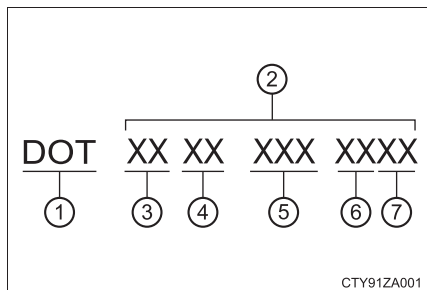 ②
DOT XX XX XXX XXXX
① ③ ④ ⑤ ⑥ ⑦
CTY91ZA001